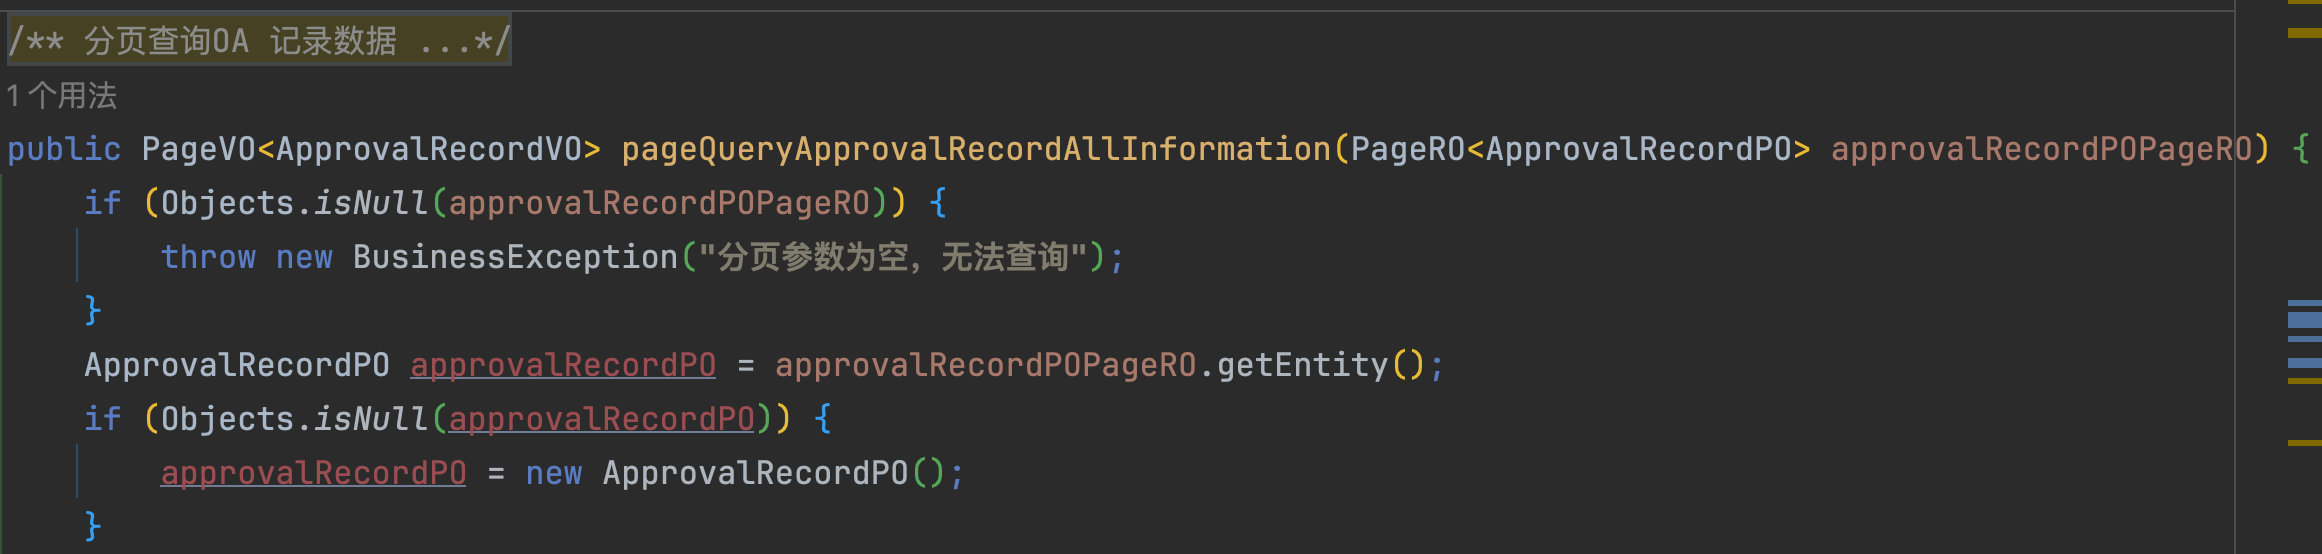 /** 分页查询OA 记录数据 ...*/
1 个用法
public PageVO<ApprovalRecordVO> pageQueryApprovalRecordAllInformation(PageRO<ApprovalRecordPO> approvalRecordPOPageRO) {
if (Objects.isNull(approvalRecordPOPageRO)) {
throw new BusinessException("分页参数为空，无法查询");
}
ApprovalRecordPO approvalRecordPO = approvalRecordPOPageRO.getEntity();
if (Objects.isNull(approvalRecordPO)) {
approvalRecordPO = new ApprovalRecordPO();
}